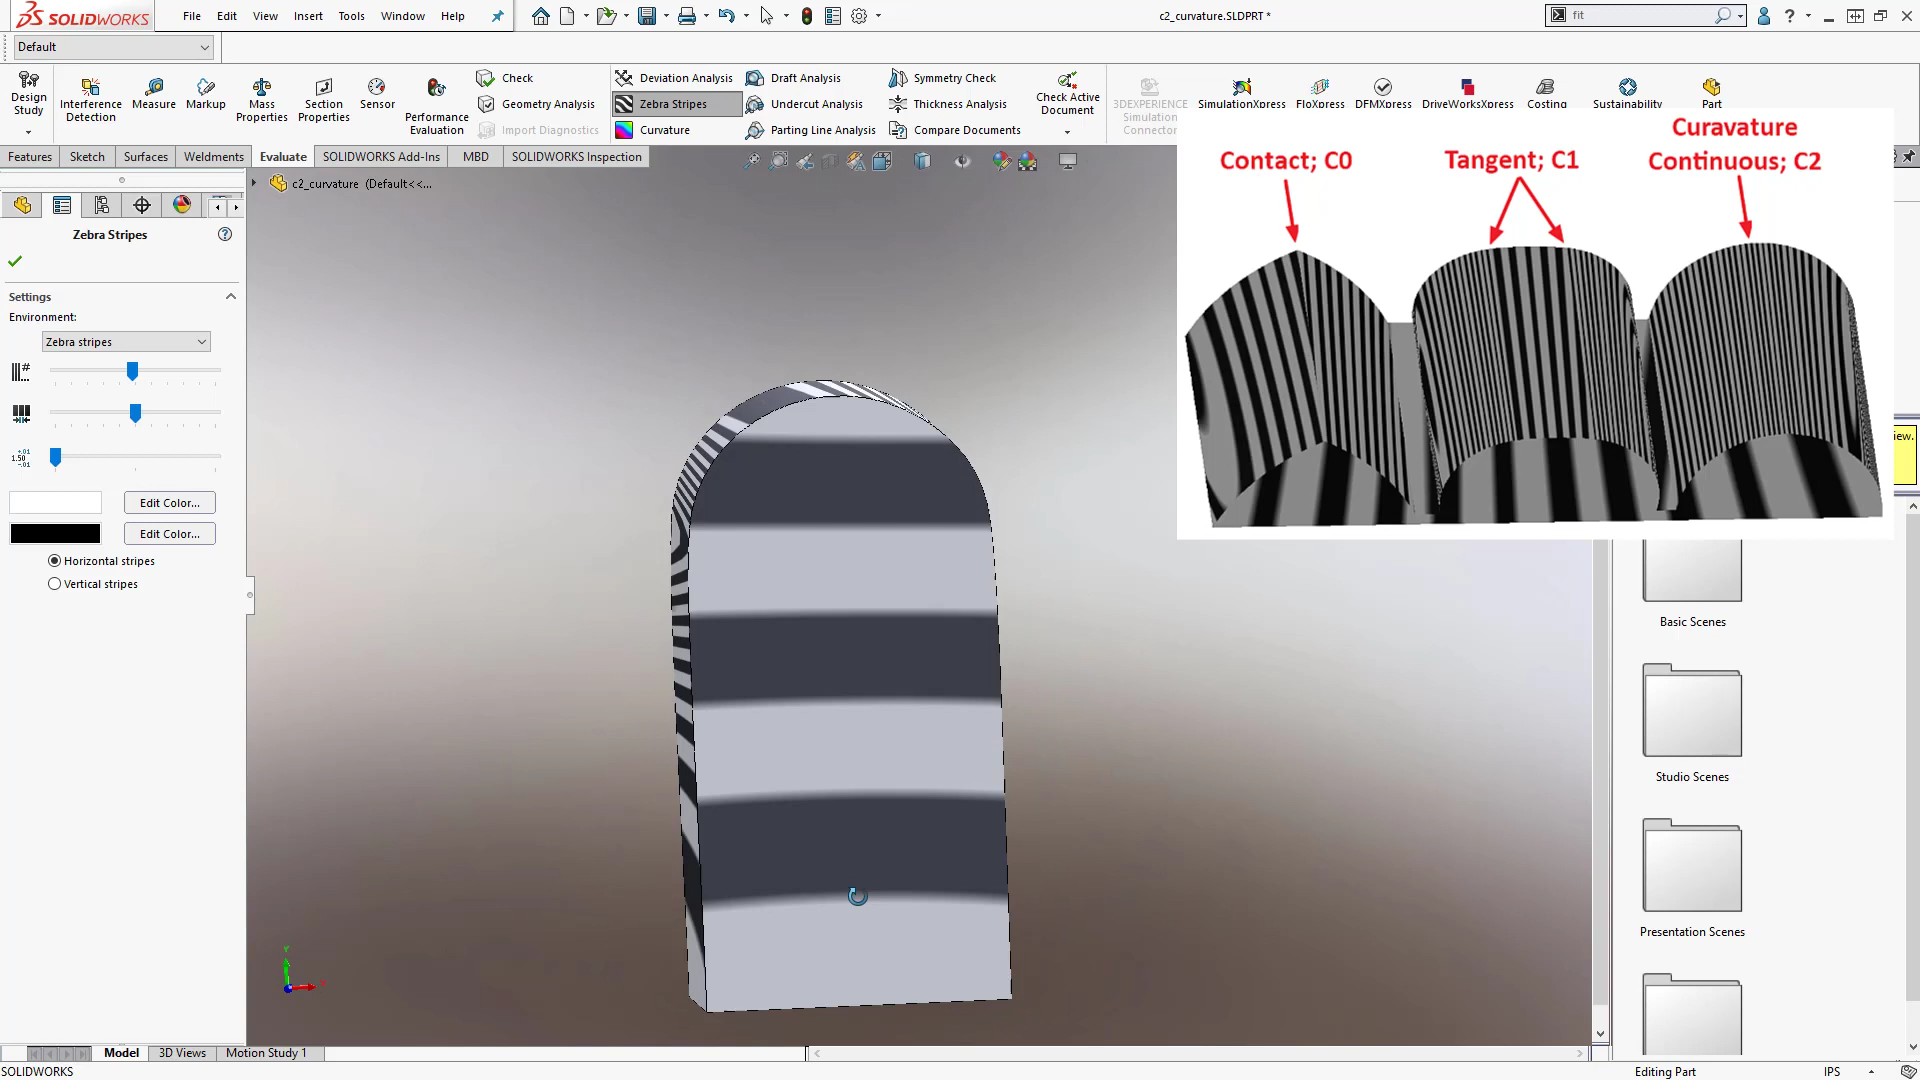 SOLIDWORKS
File Edit View Insert Tools Window Help
c2_curvature.SLDPRT *
fit
Default
Design Study
Interference Detection
Measure
Markup
Mass Properties
Section Properties
Sensor
Performance Evaluation
Check
Geometry Analysis
Import Diagnostics
Deviation Analysis
Zebra Stripes
Curvature
Draft Analysis
Undercut Analysis
Parting Line Analysis
Symmetry Check
Thickness Analysis
Compare Documents
Check Active Document
3DEXPERIENCE
Simulation
Connector
SimulationXpress
FloXpress
DFMXpress
DriveWorksXpress
Costing
Sustainability
Part
Features Sketch Surfaces Weldments Evaluate SOLIDWORKS Add-Ins MBD SOLIDWORKS Inspection
c2_curvature (Default<<...
Zebra Stripes
Settings
Environment:
Zebra stripes
Edit Color...
Edit Color...
Horizontal stripes
Vertical stripes
Contact; C0
Tangent; C1
Curavature
Continuous; C2
iew.
Basic Scenes
Studio Scenes
Presentation Scenes
Y
Model 3D Views Motion Study 1
SOLIDWORKS
Editing Part
IPS